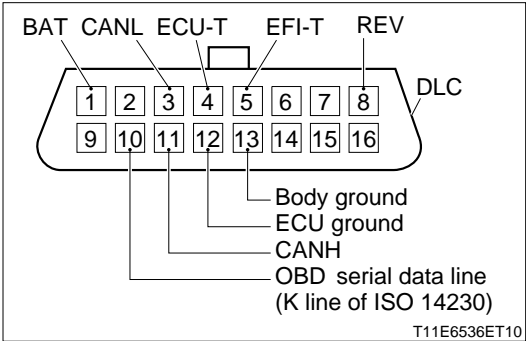 BAT CANL ECU-T EFI-T REV
DLC
1 2 3 4 5 6 7 8
9 10 11 12 13 14 15 16
Body ground
ECU ground
CANH
OBD serial data line
(K line of ISO 14230)
T11E6536ET10